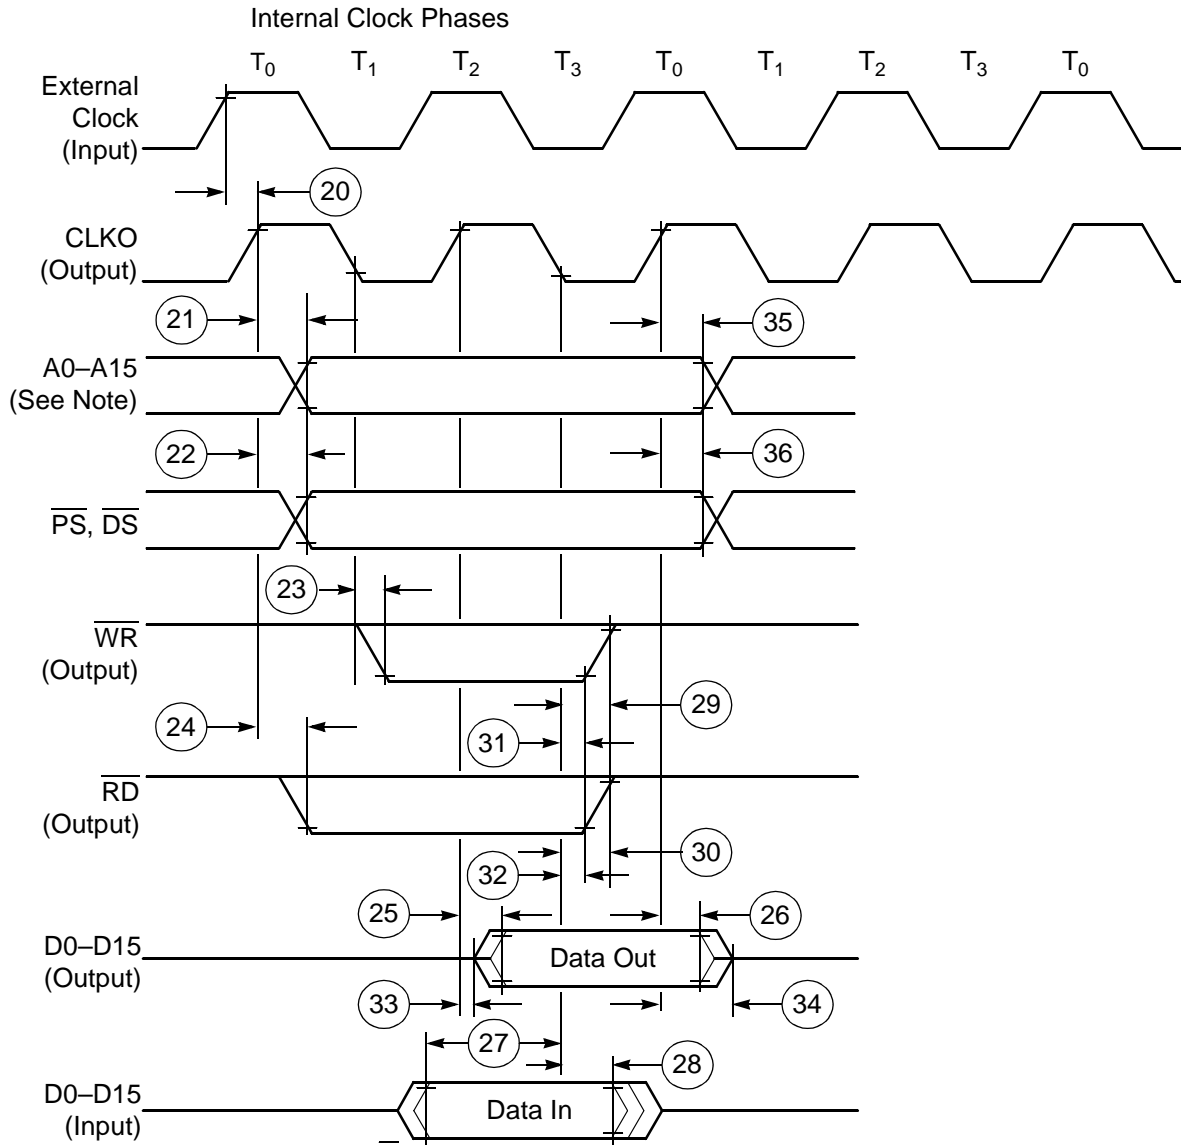 Internal Clock Phases
T0 T1 T2 T3 T0 T1 T2 T3 T0
External
Clock
(Input)
20
CLKO
(Output)
21
35
A0–A15
(See Note)
22
36
PS, DS
23
WR
(Output)
29
24
31
RD
(Output)
30
32
25
26
D0–D15
(Output)
Data Out
33
34
27
28
D0–D15
(Input)
Data In